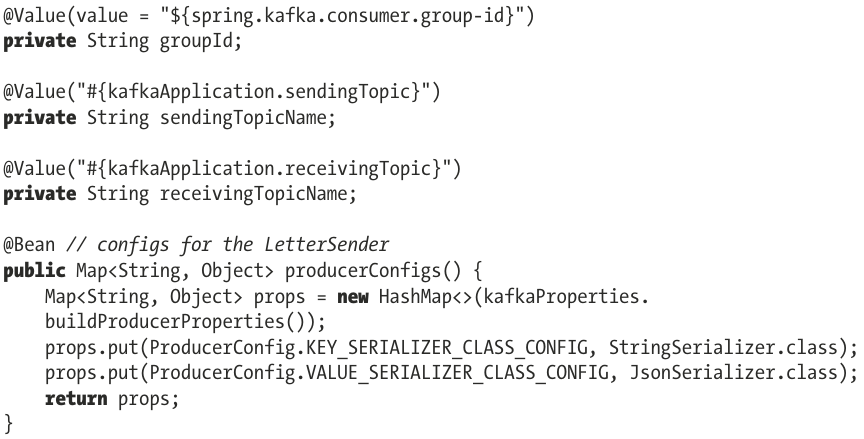 @Value(value = "${spring.kafka.consumer.group-id}")
private String groupId;

@Value("#{kafkaApplication.sendingTopic}")
private String sendingTopicName;

@Value("#{kafkaApplication.receivingTopic}")
private String receivingTopicName;

@Bean // configs for the LetterSender
public Map<String, Object> producerConfigs() {
    Map<String, Object> props = new HashMap<>(kafkaProperties.
    buildProducerProperties());
    props.put(ProducerConfig.KEY_SERIALIZER_CLASS_CONFIG, StringSerializer.class);
    props.put(ProducerConfig.VALUE_SERIALIZER_CLASS_CONFIG, JsonSerializer.class);
    return props;
}